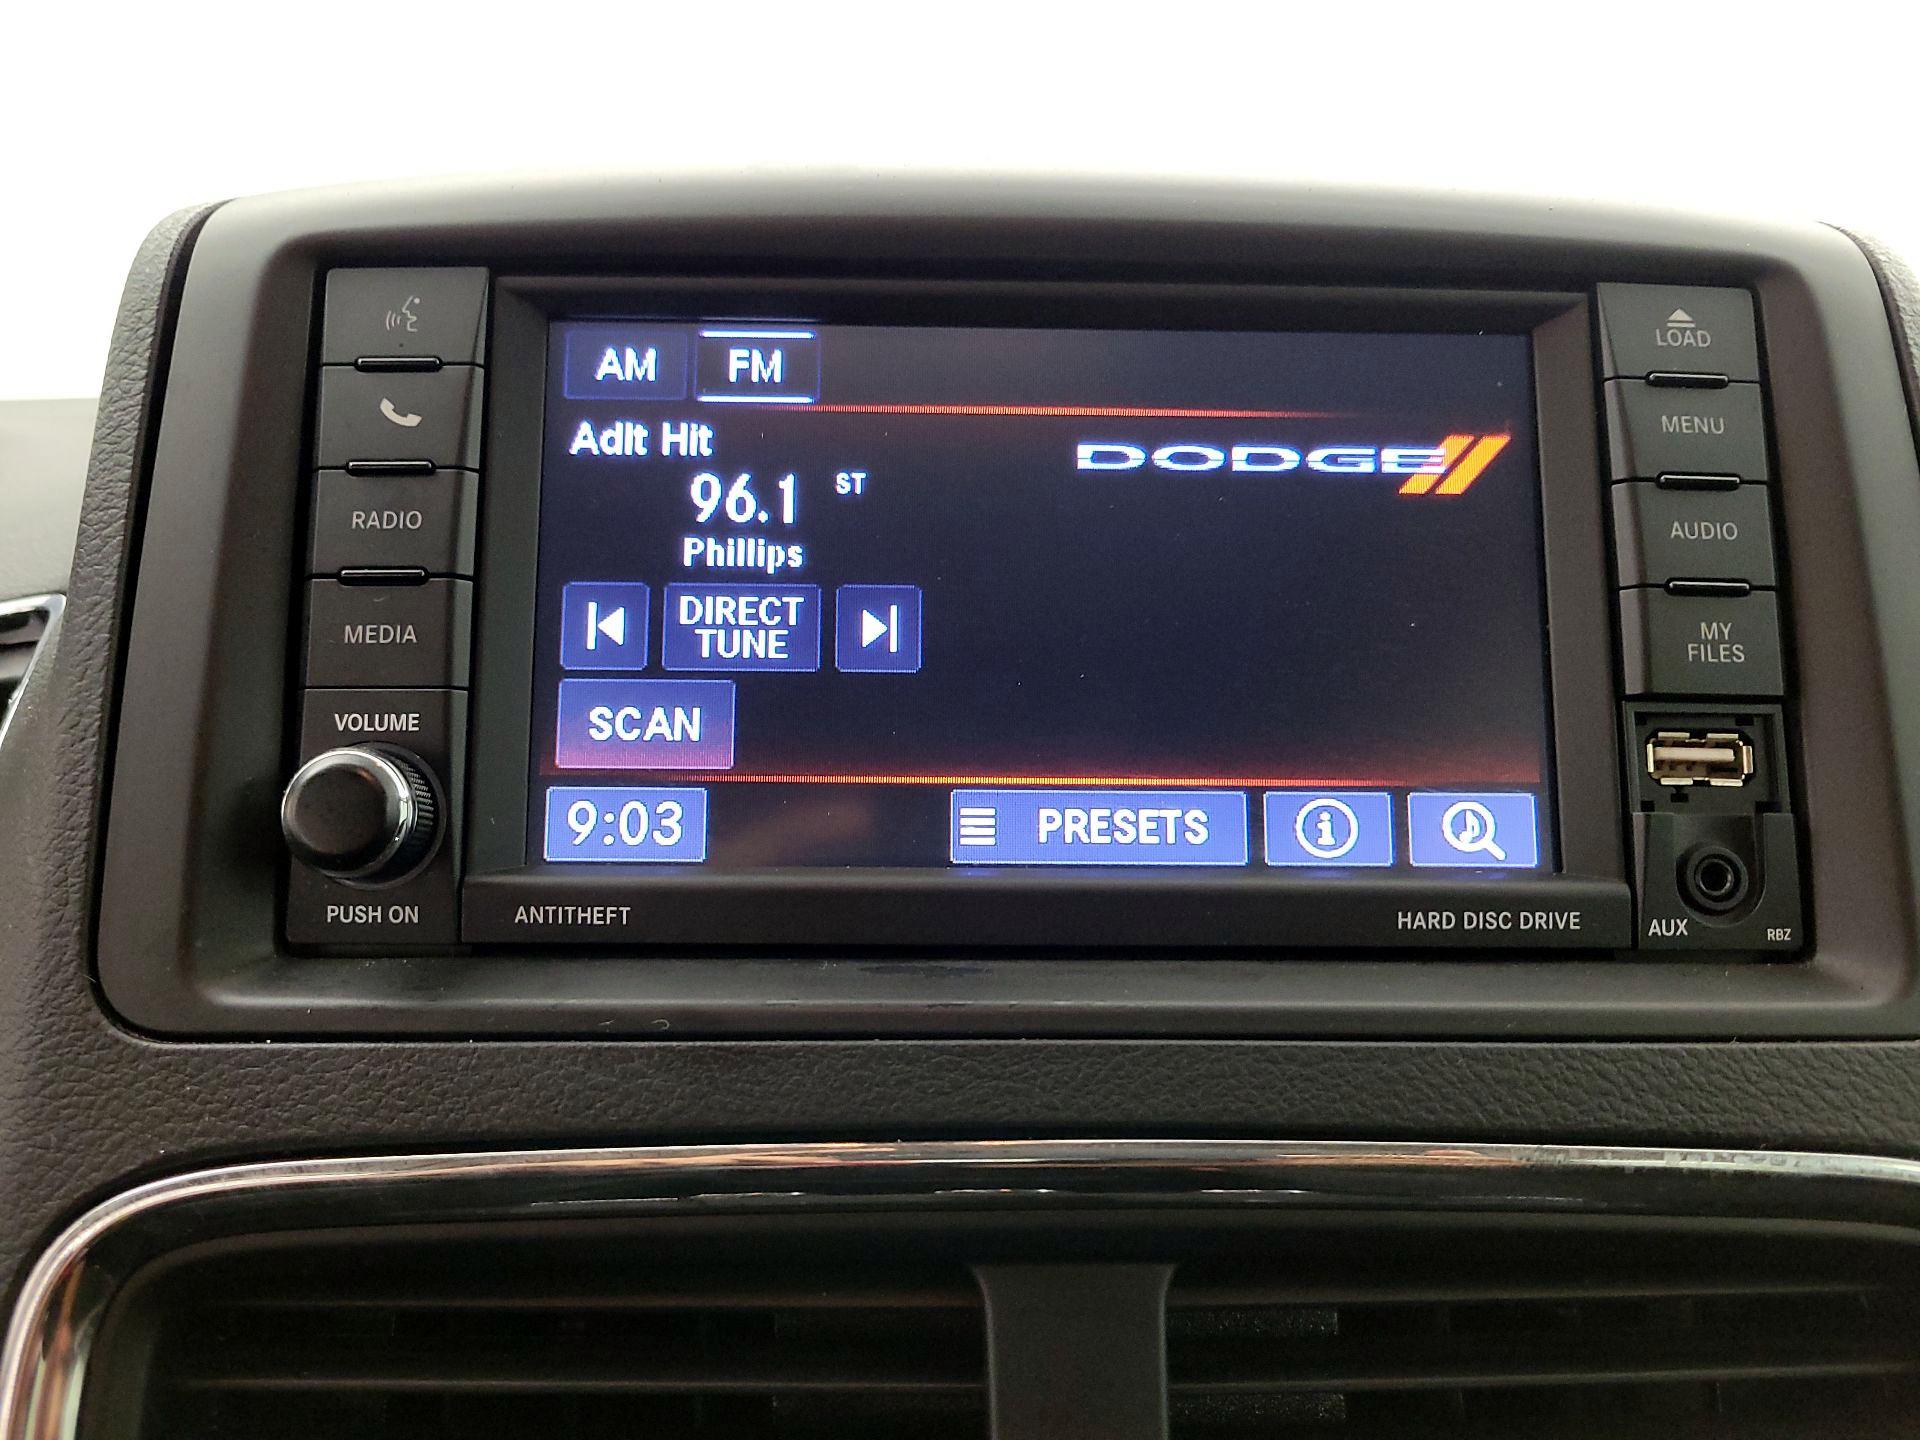 LOAD
RADIO
MEDIA
VOLUME
PUSH ON
AM
FM
Adlt Hit
96.1
ST
Phillips
DIRECT
TUNE
SCAN
DODGE
9:03
PRESETS
ANTITHEFT
HARD DISC DRIVE
MENU
AUDIO
MY
FILES
AUX
RBZ